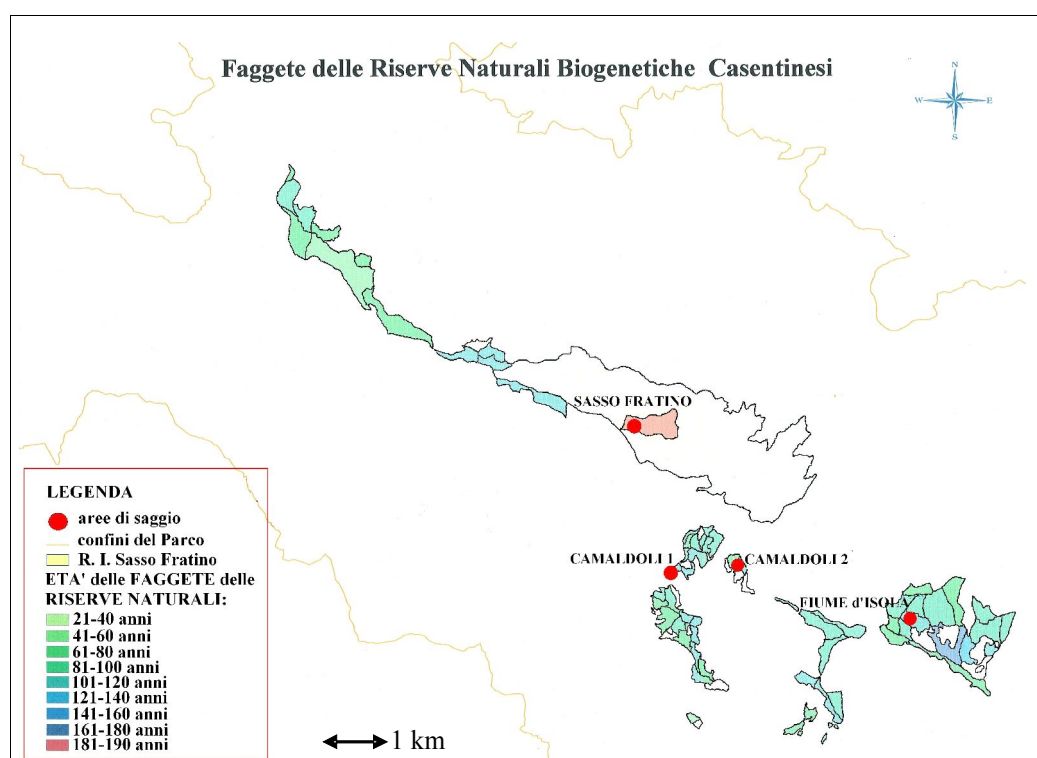 Faggete delle Riserve Naturali Biogenetiche Casentinesi
N
W E
S
SASSO FRATINO
CAMALDOLI 1
CAMALDOLI 2
FIUME d'ISOLA
LEGENDA
aree di saggio
confini del Parco
R. I. Sasso Fratino
ETA' delle FAGGETE delle
RISERVE NATURALI:
21-40 anni
41-60 anni
61-80 anni
81-100 anni
101-120 anni
121-140 anni
141-160 anni
161-180 anni
181-190 anni
1 km